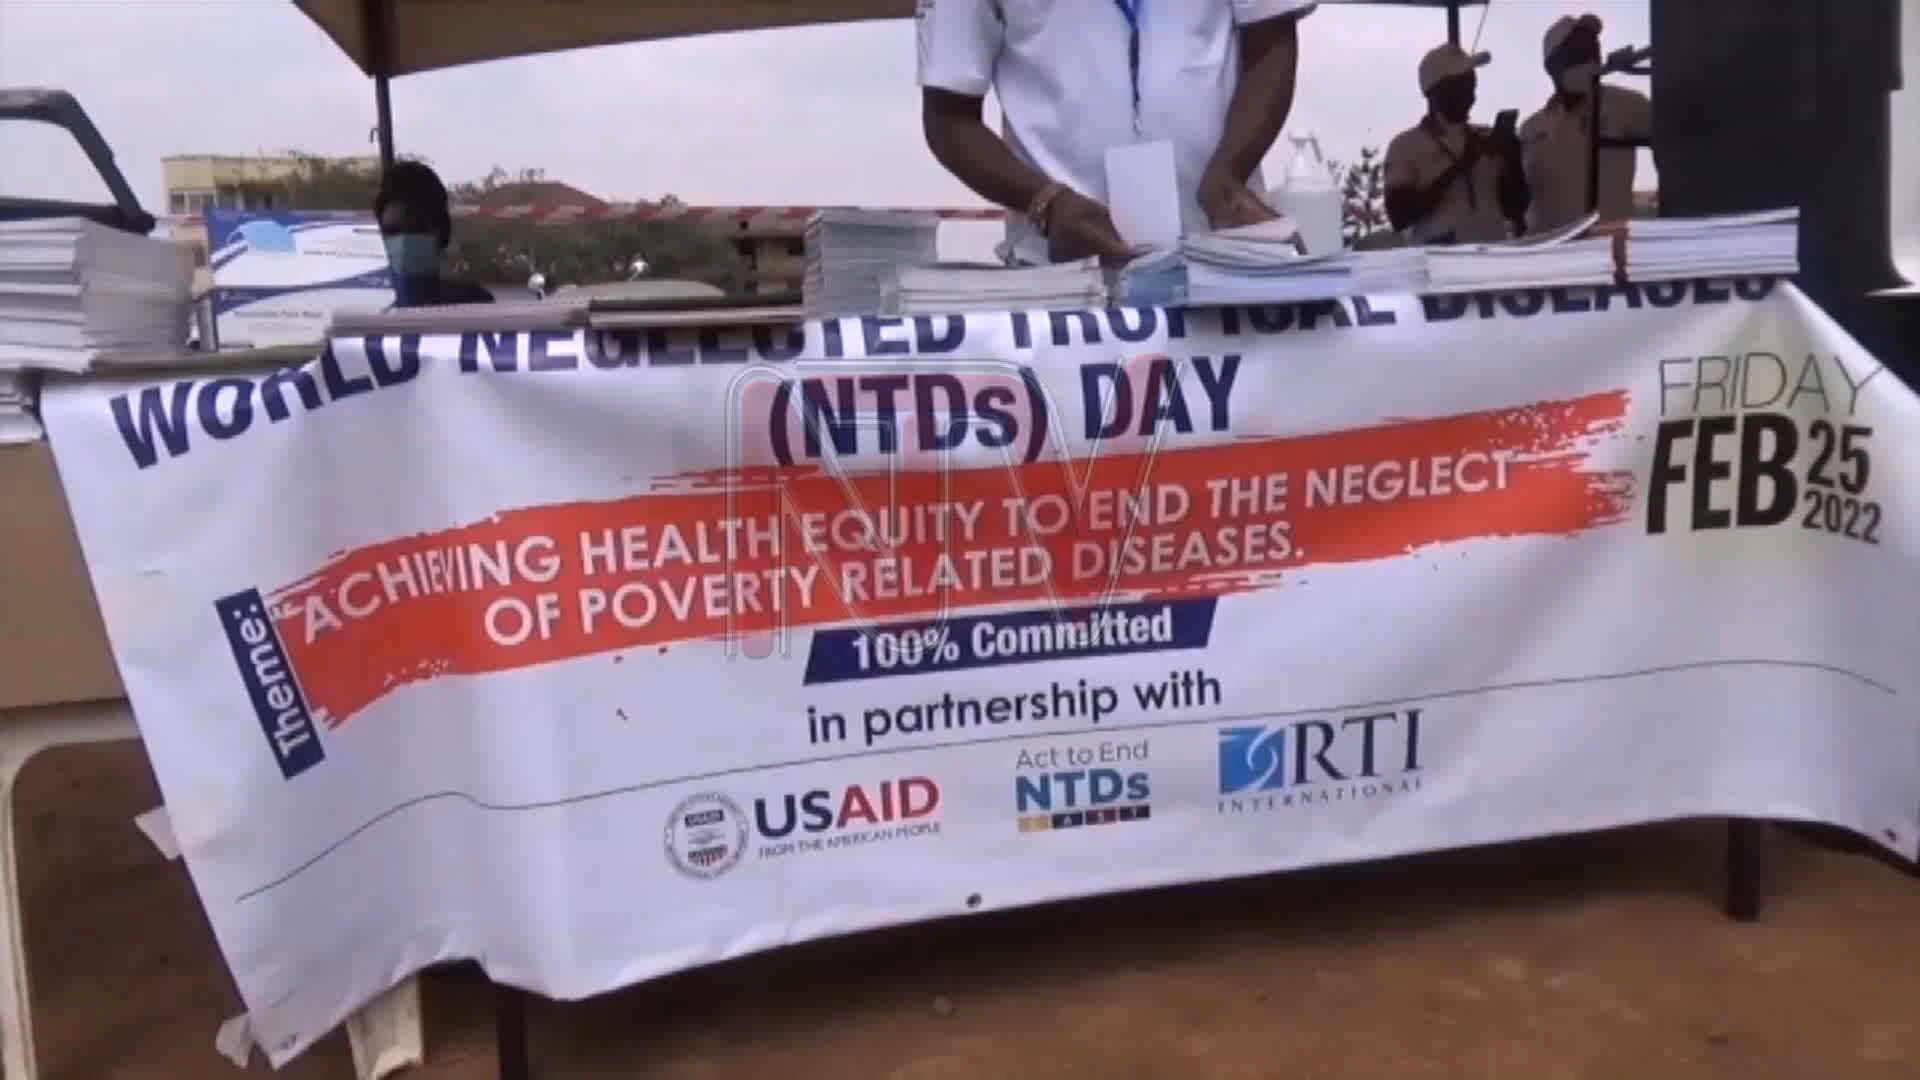 WORLD NEGLECTED TROPICAL DISEASES
(NTDs) DAY
FRIDAY
FEB 25
2022
Theme:
"ACHIEVING HEALTH EQUITY TO END THE NEGLECT
OF POVERTY RELATED DISEASES.
100% Committed
in partnership with
USAID
FROM THE AMERICAN PEOPLE
Act to End
NTDs
EAST
RTI
INTERNATIONAL
NTV